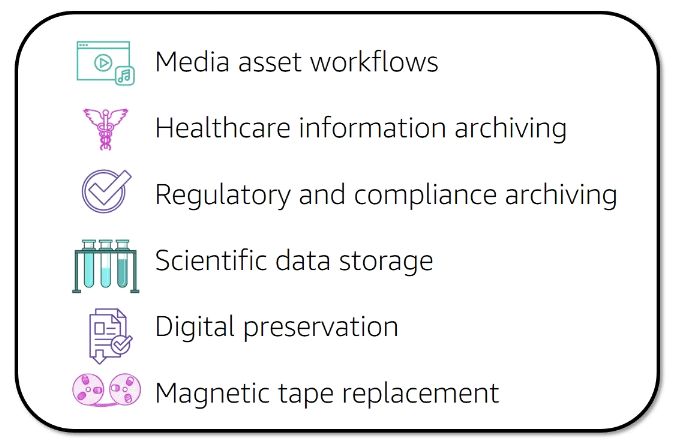 Media asset workflows
Healthcare information archiving
Regulatory and compliance archiving
Scientific data storage
Digital preservation
Magnetic tape replacement